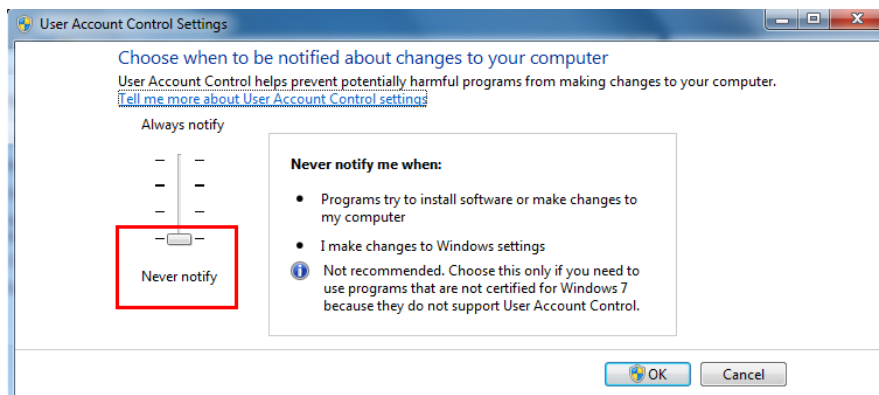 User Account Control Settings
Choose when to be notified about changes to your computer
User Account Control helps prevent potentially harmful programs from making changes to your computer.
Tell me more about User Account Control settings
Always notify
Never notify me when:
Programs try to install software or make changes to
my computer
I make changes to Windows settings
Never notify
Not recommended. Choose this only if you need to
use programs that are not certified for Windows 7
because they do not support User Account Control.
OK
Cancel